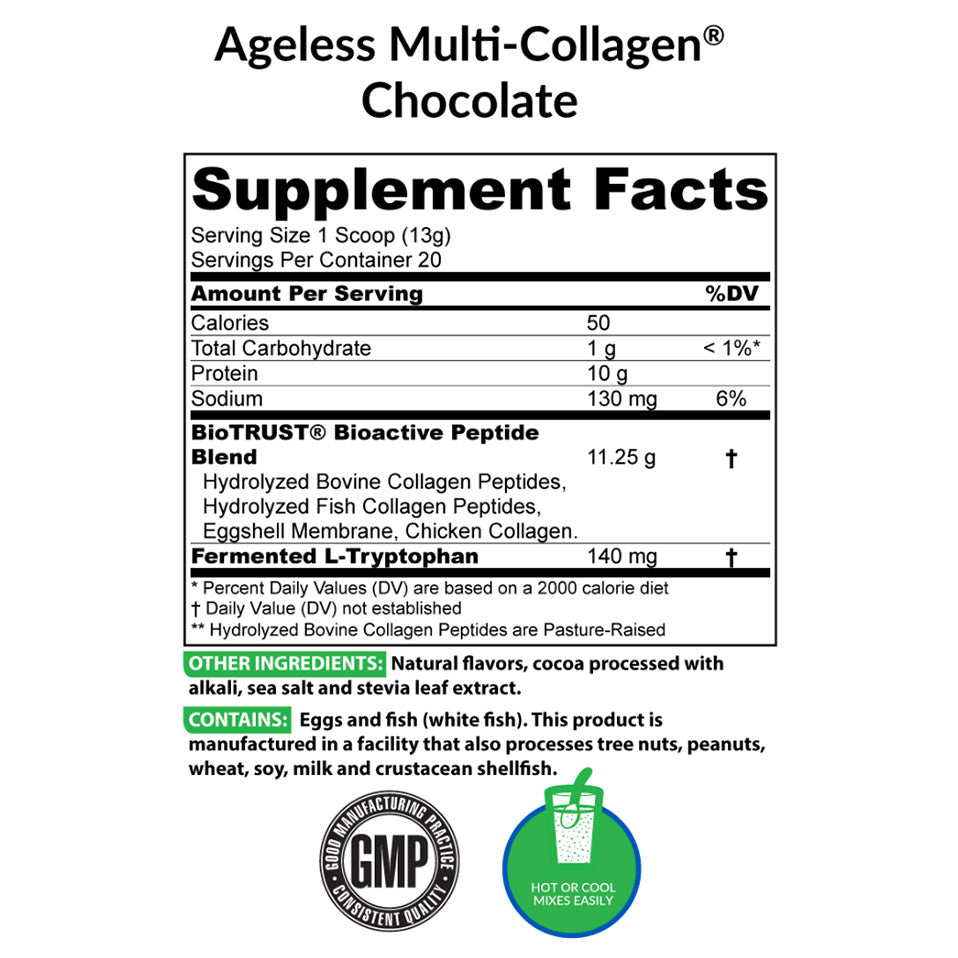 Ageless Multi-Collagen®
Chocolate
Supplement Facts
Serving Size 1 Scoop (13g)
Servings Per Container 20
Amount Per Serving %DV
Calories 50
Total Carbohydrate 1 g < 1%*
Protein 10 g
Sodium 130 mg 6%
BioTRUST® Bioactive Peptide
Blend 11.25 g †
Hydrolyzed Bovine Collagen Peptides,
Hydrolyzed Fish Collagen Peptides,
Eggshell Membrane, Chicken Collagen.
Fermented L-Tryptophan 140 mg †
* Percent Daily Values (DV) are based on a 2000 calorie diet
† Daily Value (DV) not established
** Hydrolyzed Bovine Collagen Peptides are Pasture-Raised
OTHER INGREDIENTS: Natural flavors, cocoa processed with
alkali, sea salt and stevia leaf extract.
CONTAINS: Eggs and fish (white fish). This product is
manufactured in a facility that also processes tree nuts, peanuts,
wheat, soy, milk and crustacean shellfish.
GOOD MANUFACTURING PRACTICE
GMP
CONSISTENT QUALITY
HOT OR COOL
MIXES EASILY